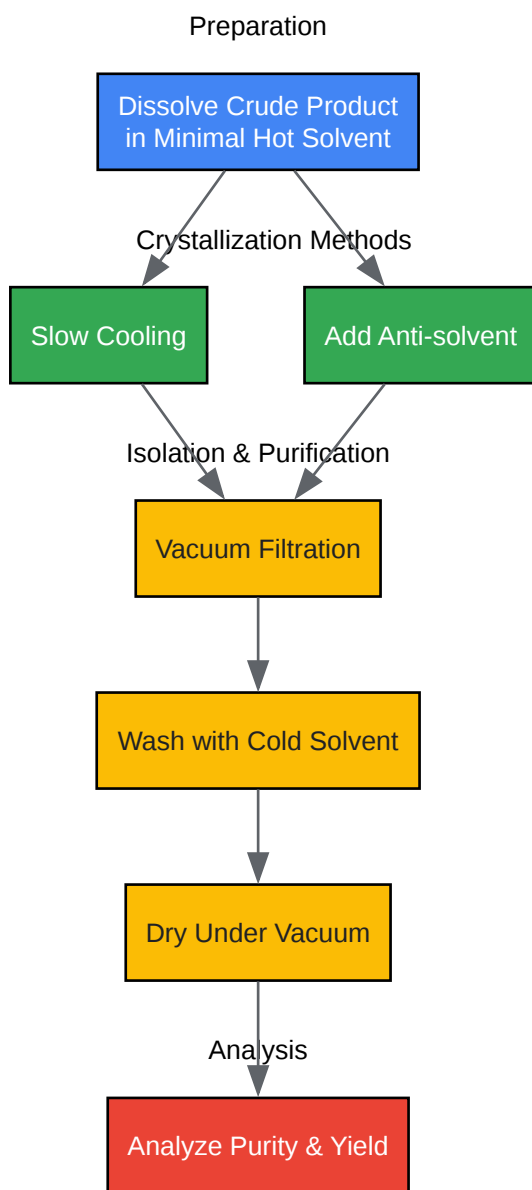 Preparation
Dissolve Crude Product
in Minimal Hot Solvent
Crystallization Methods
Slow Cooling
Add Anti-solvent
Isolation & Purification
Vacuum Filtration
Wash with Cold Solvent
Dry Under Vacuum
Analysis
Analyze Purity & Yield